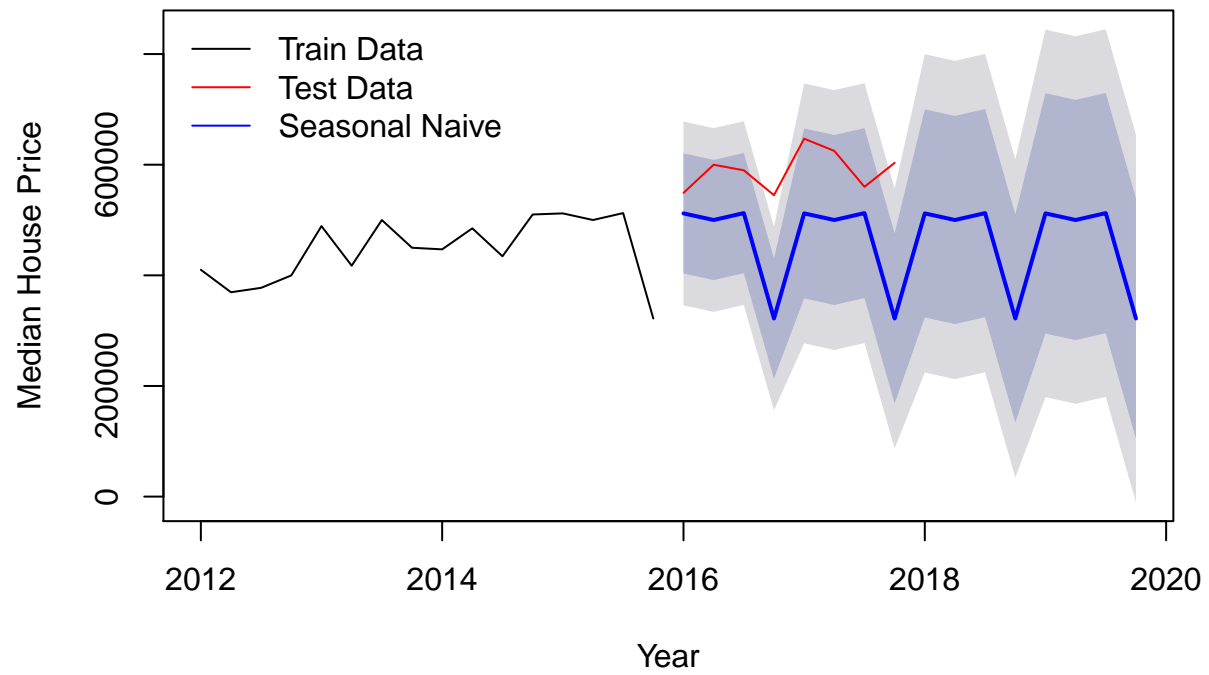 Train Data
Test Data
Seasonal Naive
Median House Price
0
200000
600000
2012
2014
2016
2018
2020
Year